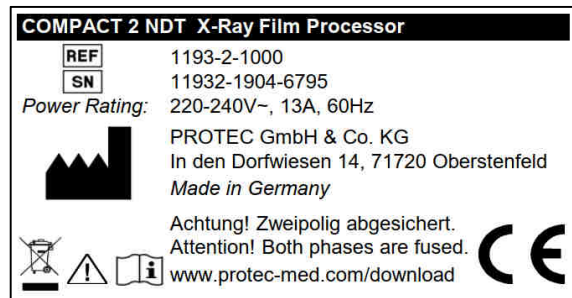 COMPACT 2 NDT X-Ray Film Processor
REF 1193-2-1000
SN 11932-1904-6795
Power Rating: 220-240V~, 13A, 60Hz
PROTEC GmbH & Co. KG
In den Dorfwiesen 14, 71720 Oberstenfeld
Made in Germany
Achtung! Zweipolig abgesichert.
Attention! Both phases are fused.
www.protec-med.com/download
CE